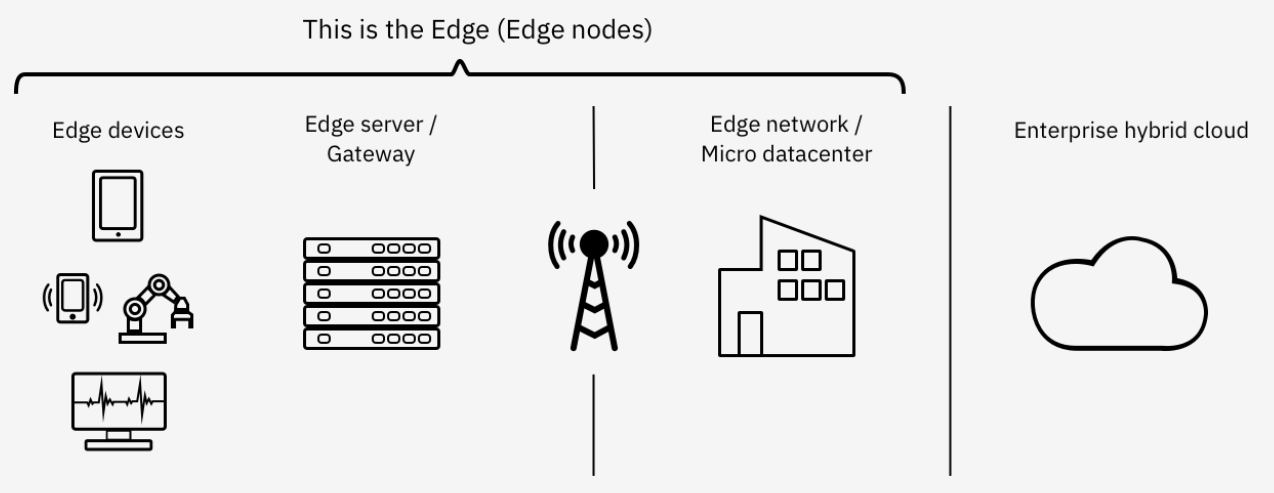 This is the Edge (Edge nodes)
Edge devices
Edge server /
Gateway
Edge network /
Micro datacenter
Enterprise hybrid cloud